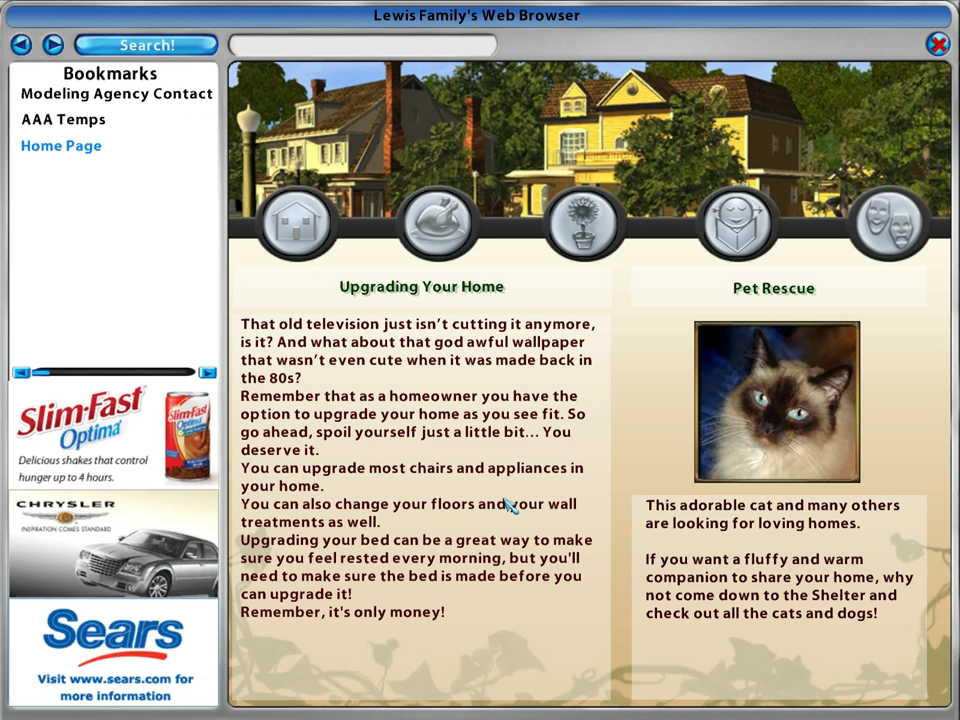 Lewis Family's Web Browser
Search!
Bookmarks
Modeling Agency Contact
AAA Temps
Home Page
Slim·Fast
Optima
Delicious shakes that control
hunger up to 4 hours.
Slim·Fast
Optima
CHRYSLER
INSPIRATION COMES STANDARD
Sears
Visit www.sears.com for
more information
Upgrading Your Home
That old television just isn’t cutting it anymore,
is it? And what about that god awful wallpaper
that wasn’t even cute when it was made back in
the 80s?
Remember that as a homeowner you have the
option to upgrade your home as you see fit. So
go ahead, spoil yourself just a little bit... You
deserve it.
You can upgrade most chairs and appliances in
your home.
You can also change your floors and your wall
treatments as well.
Upgrading your bed can be a great way to make
sure you feel rested every morning, but you'll
need to make sure the bed is made before you
can upgrade it!
Remember, it's only money!
Pet Rescue
This adorable cat and many others
are looking for loving homes.
If you want a fluffy and warm
companion to share your home, why
not come down to the Shelter and
check out all the cats and dogs!